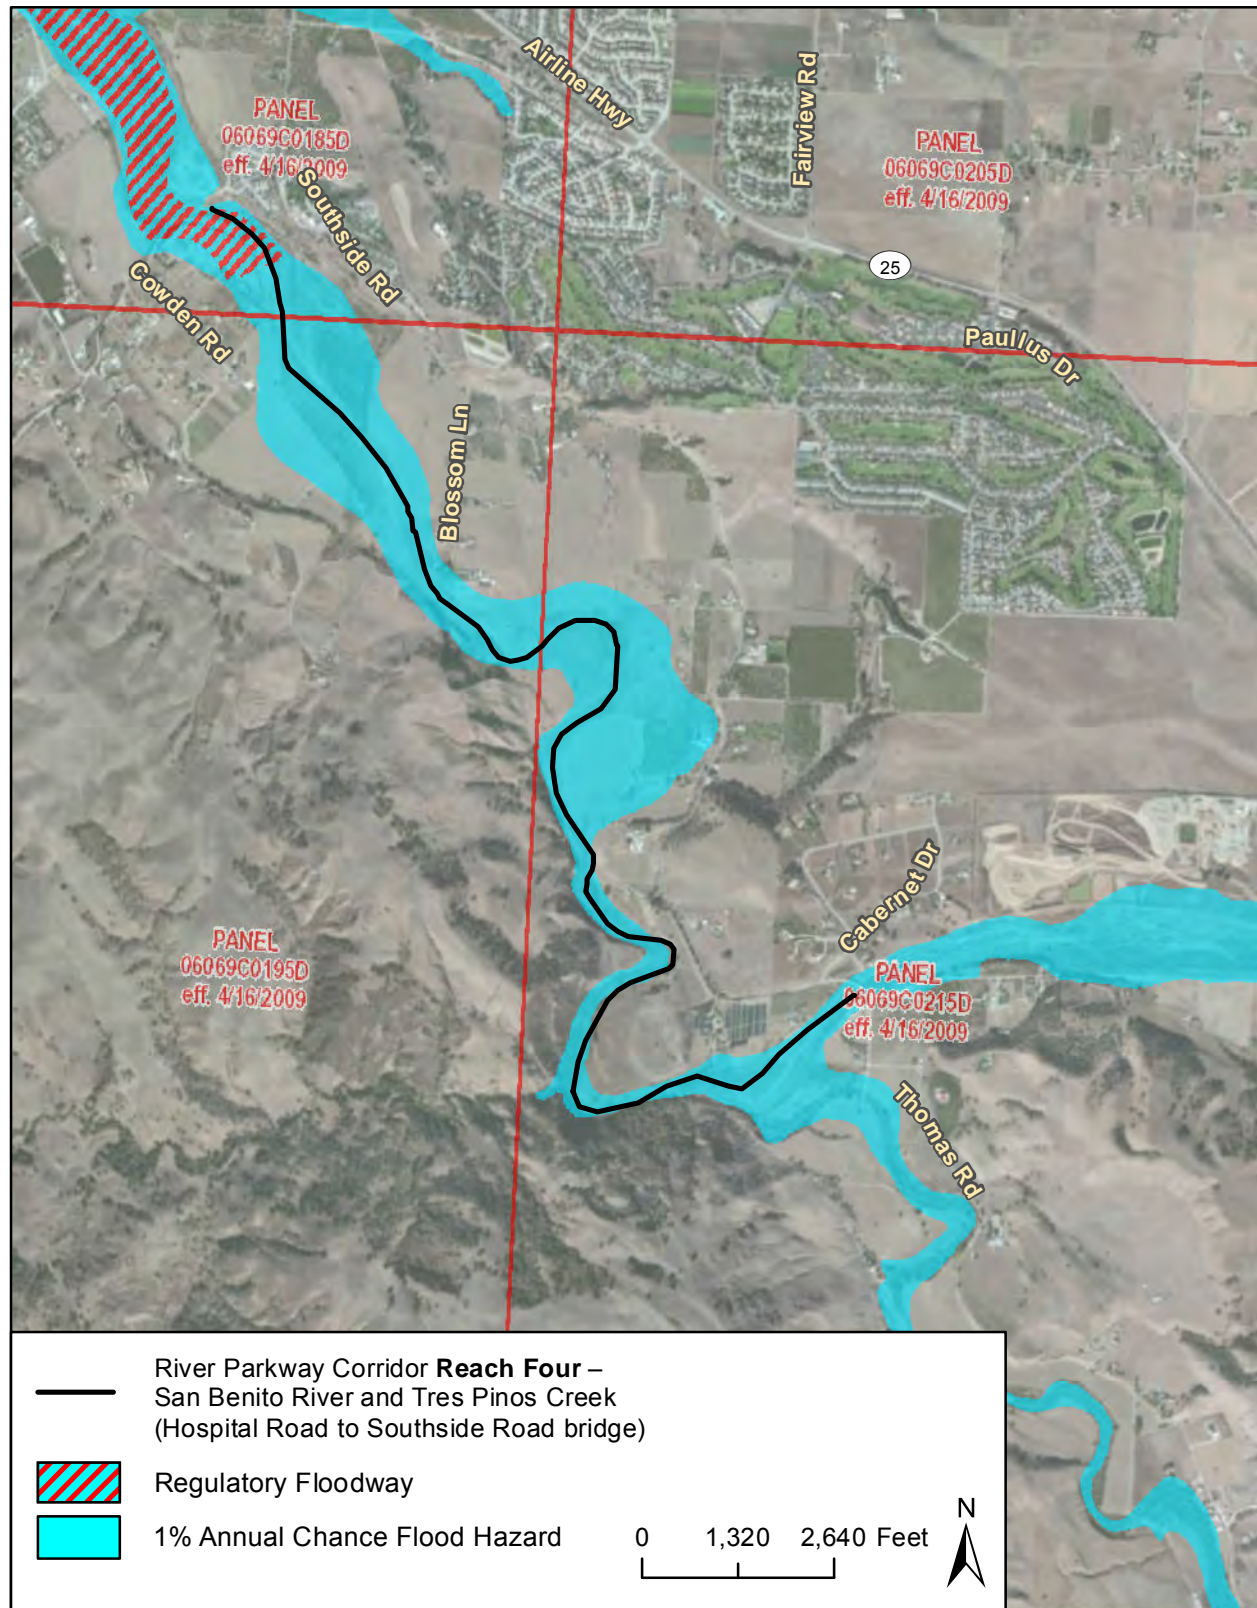 Airline Hwy
Fairview Rd
PANEL
06069C0185D
eff. 4/16/2009
PANEL
06069C0205D
eff. 4/16/2009
Southside Rd
25
Cowden Rd
Paullus Dr
Blossom Ln
Cabernet Dr
PANEL
06069C0195D
eff. 4/16/2009
PANEL
06069C0215D
eff. 4/16/2009
Thomas Rd
River Parkway Corridor Reach Four –
San Benito River and Tres Pinos Creek
(Hospital Road to Southside Road bridge)
Regulatory Floodway
1% Annual Chance Flood Hazard
0 1,320 2,640 Feet
N